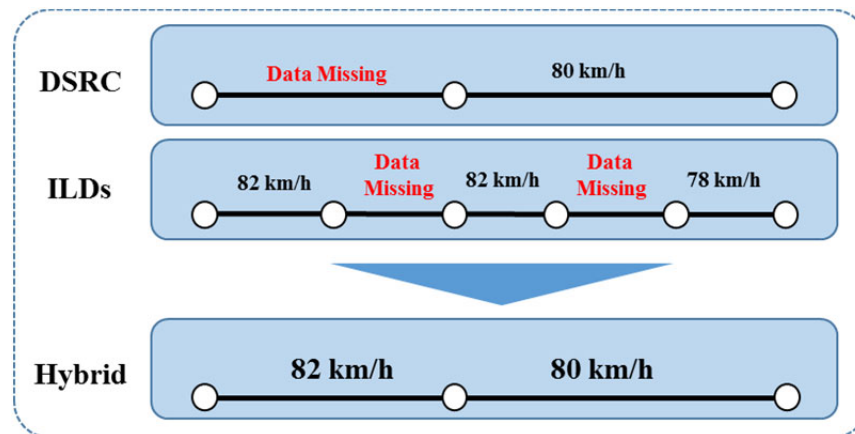 DSRC
Data Missing
80 km/h
ILDs
82 km/h
Data
Missing
82 km/h
Data
Missing
78 km/h
Hybrid
82 km/h
80 km/h